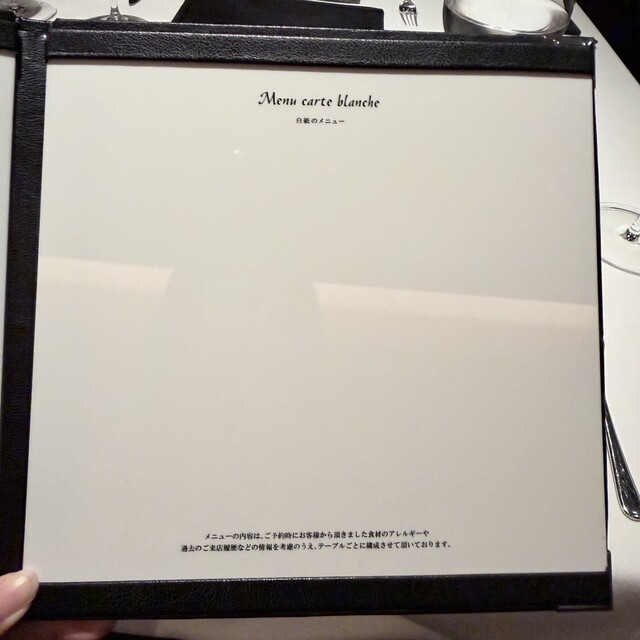 Menu carte blanche
白紙のメニュー
メニューの内容は、ご予約時にお客様から頂きました食材のアレルギーや
過去のご来店履歴などの情報を考慮のうえ、テーブルごとに構成させて頂いております。